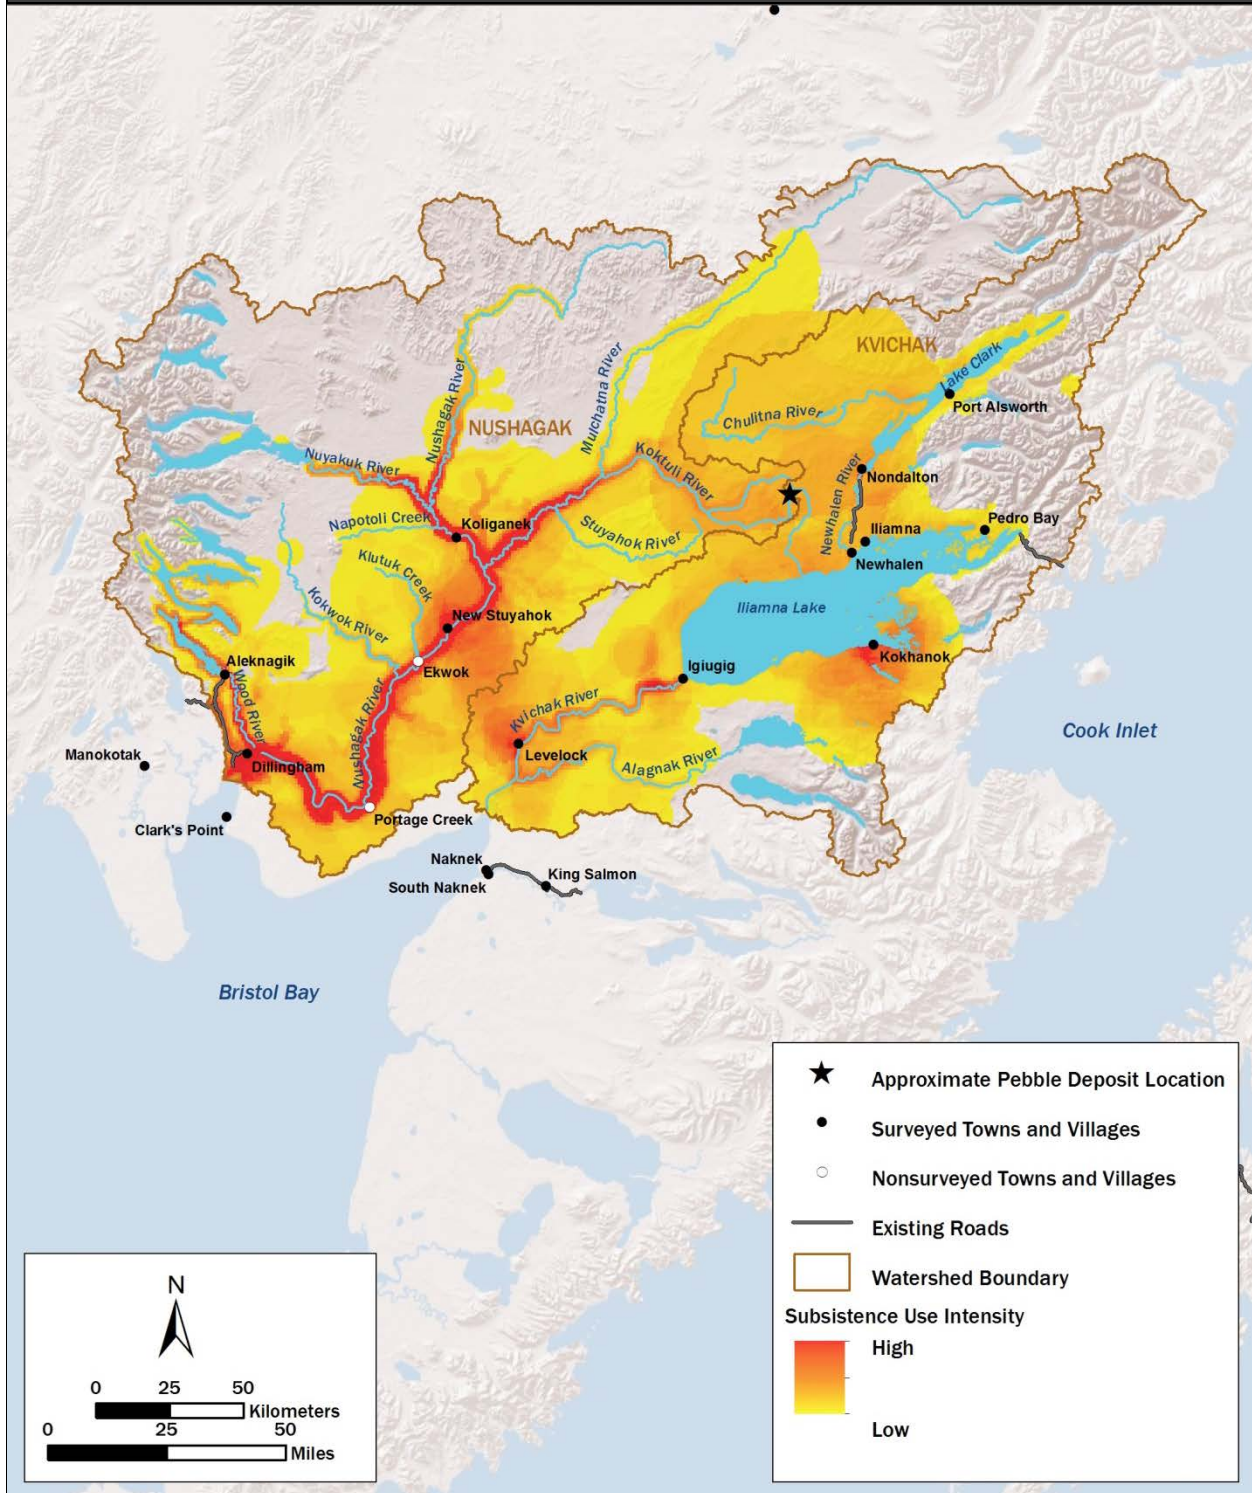 KVICHAK
Lake Clark
Port Alsworth
Mulchatna River
Chulitna River
Nushagak River
NUSHAGAK
Nuyakuk River
Koktuli River
Nondalton
Newhalen River
Napotoli Creek
Koliganek
Stuyahok River
Iliamna
Pedro Bay
Newhalen
Klutuk Creek
Kokwok River
New Stuyahok
Iliamna Lake
Kokhanok
Aleknagik
Ekwok
Igiugig
Wood River
Nushagak River
Kvichak River
Cook Inlet
Manokotak
Dillingham
Levelock
Alagnak River
Clark's Point
Portage Creek
Naknek
South Naknek
King Salmon
Bristol Bay
Approximate Pebble Deposit Location
Surveyed Towns and Villages
Nonsurveyed Towns and Villages
Existing Roads
Watershed Boundary
Subsistence Use Intensity
High
Low
N
0 25 50
Kilometers
0 25 50
Miles